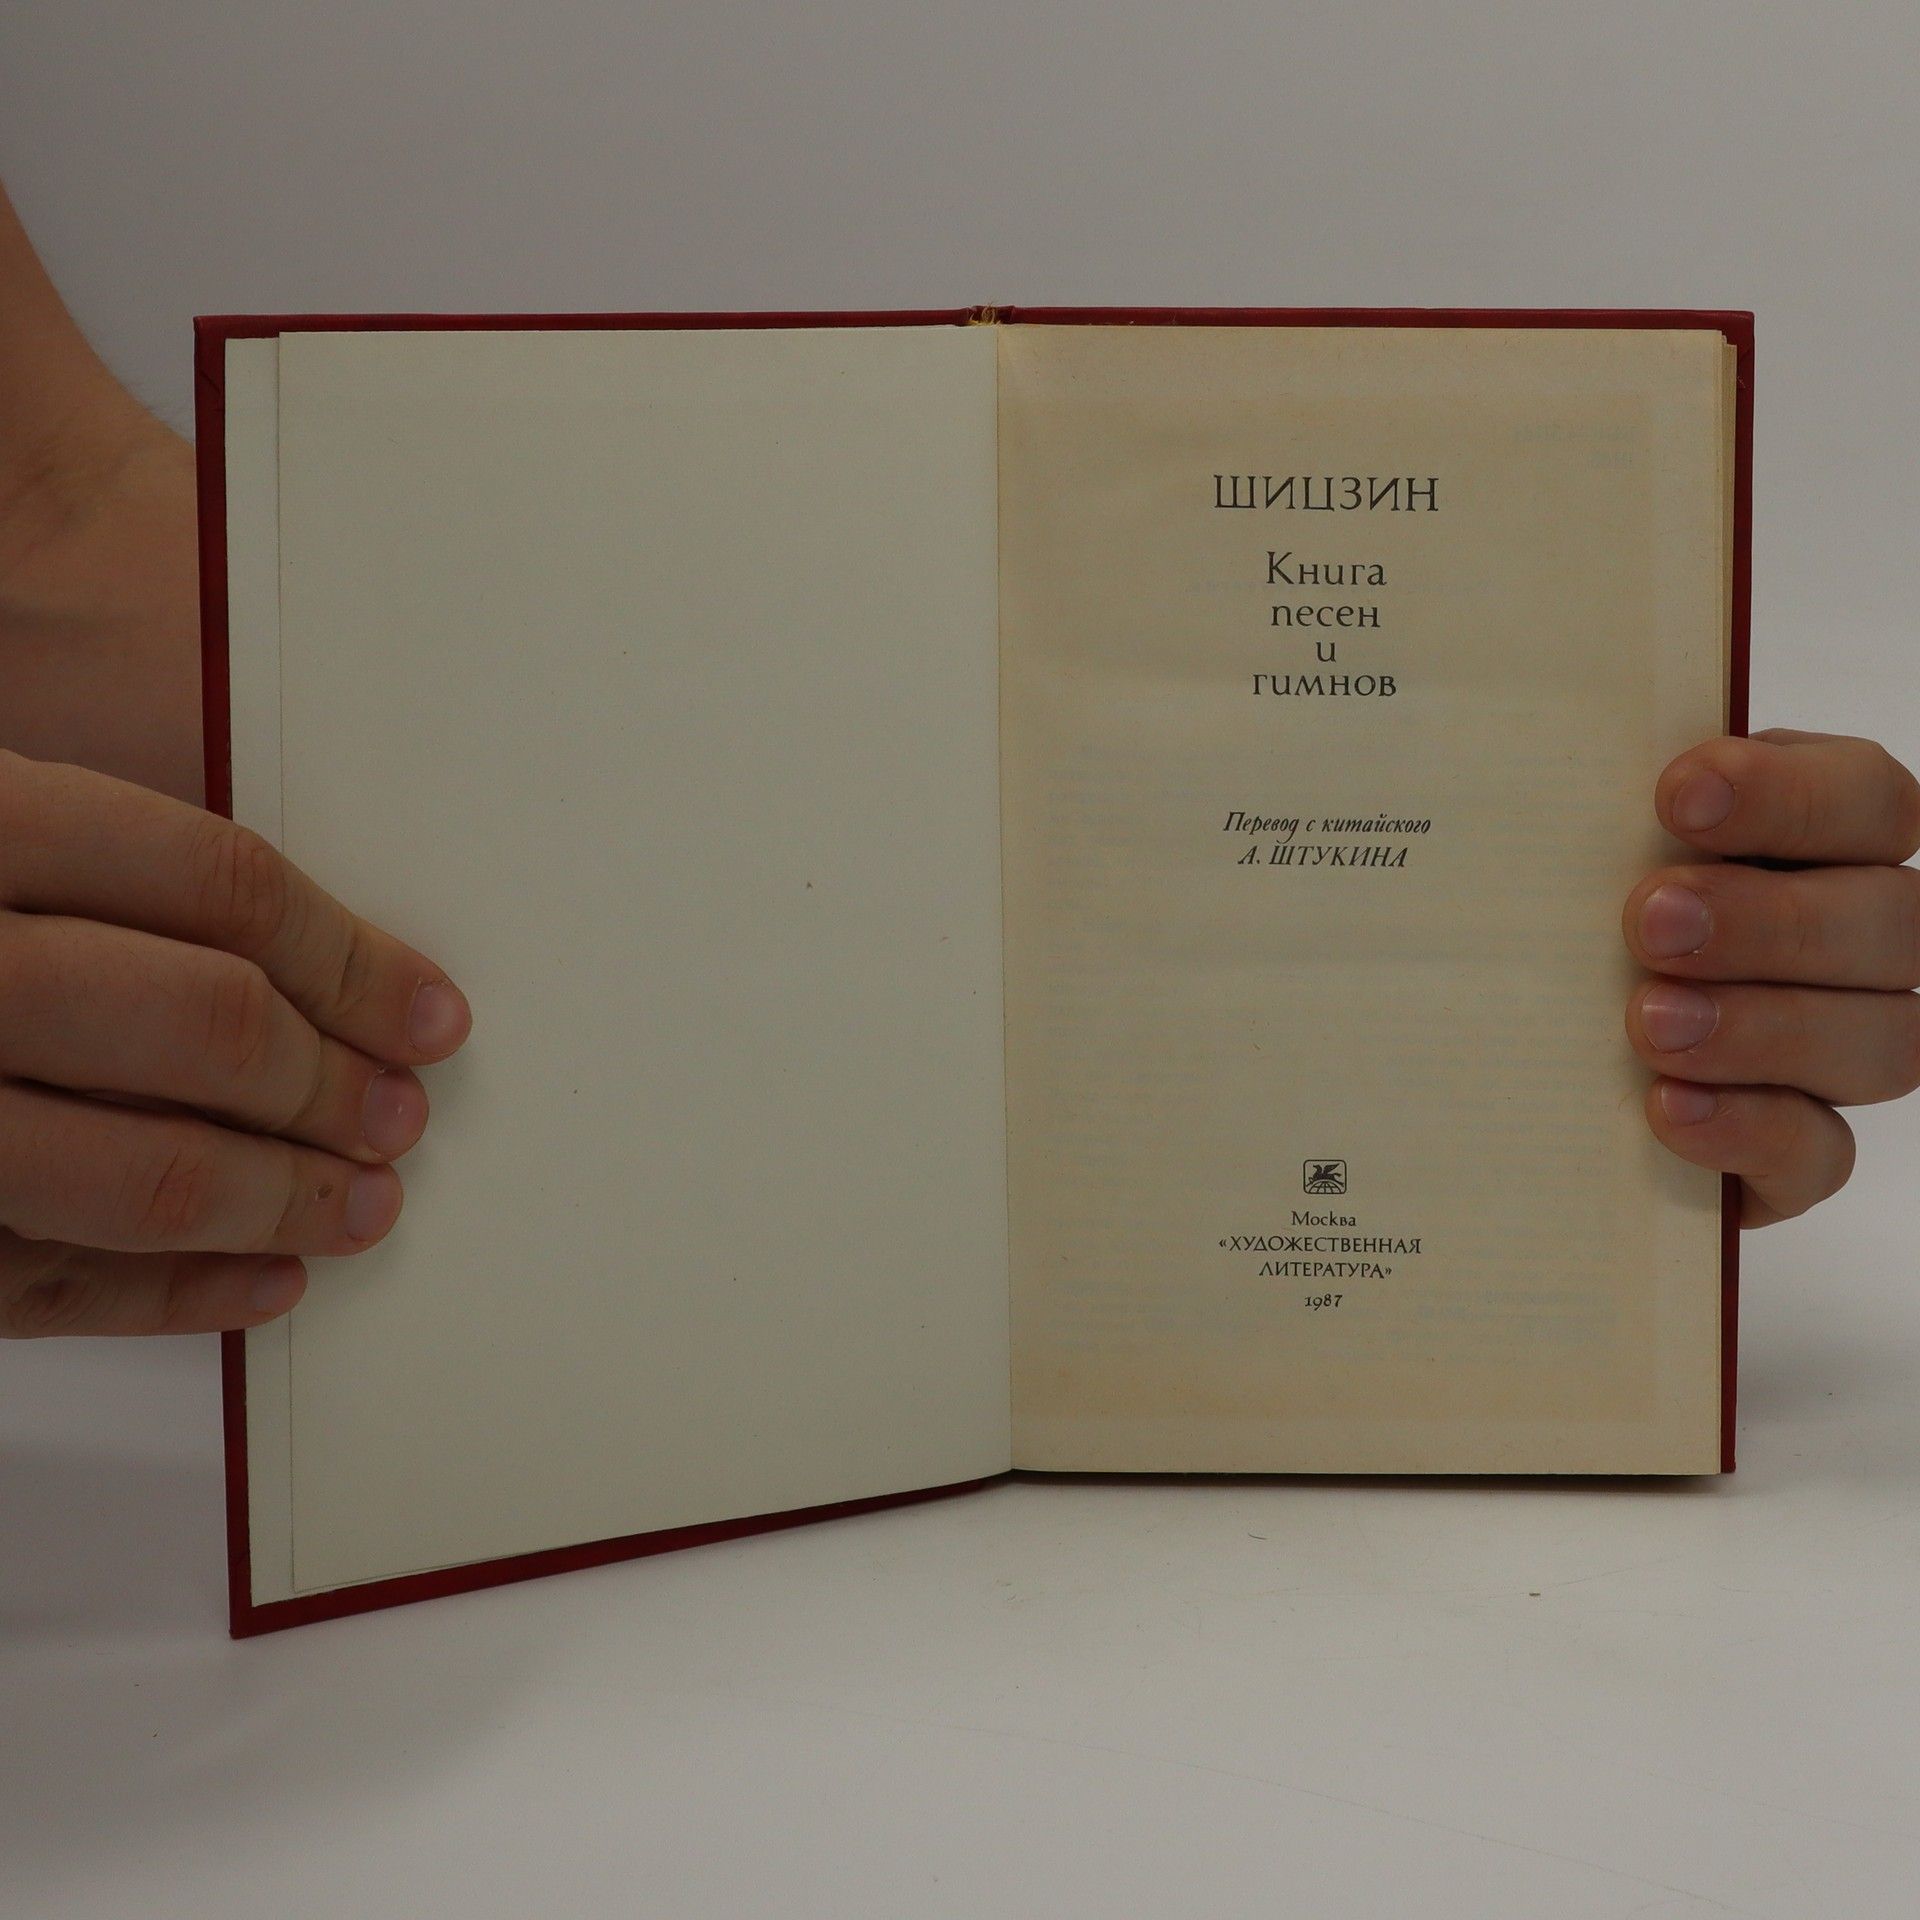 ШИЦЗИН
Книга
песен
и
гимнов
Перевод с китайского
А. ШТУКИНА
Москва
«ХУДОЖЕСТВЕННАЯ
ЛИТЕРАТУРА»
1987